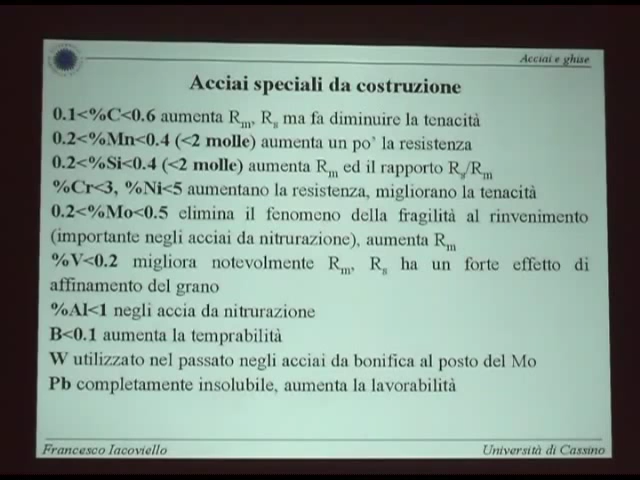 Acciai e ghise
Acciai speciali da costruzione
0.1<%C<0.6 aumenta Rm, Rs ma fa diminuire la tenacità
0.2<%Mn<0.4 (<2 molle) aumenta un po` la resistenza
0.2<%Si<0.4 (<2 molle) aumenta Rm ed il rapporto Rs/Rm
%Cr<3, %Ni<5 aumentano la resistenza, migliorano la tenacità
0.2<%Mo<0.5 elimina il fenomeno della fragilità al rinvenimento
(importante negli acciai da nitrurazione), aumenta Rm
%V<0.2 migliora notevolmente Rm, Rs ha un forte effetto di
affinamento del grano
%Al<1 negli accia da nitrurazione
B<0.1 aumenta la temprabilità
W utilizzato nel passato negli acciai da bonifica al posto del Mo
Pb completamente insolubile, aumenta la lavorabilità
Francesco Iacoviello
Università di Cassino